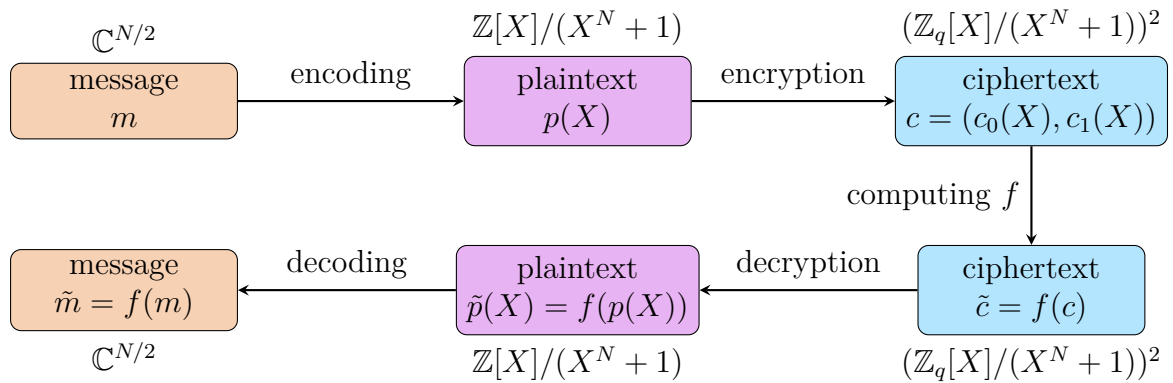 ℂ^{N/2}
ℤ[X]/(X^N + 1)
(ℤ_q[X]/(X^N + 1))^2
message
m
encoding
plaintext
p(X)
encryption
ciphertext
c = (c_0(X), c_1(X))
computing f
message
m̃ = f(m)
decoding
plaintext
p̃(X) = f(p(X))
decryption
ciphertext
c̃ = f(c)
ℂ^{N/2}
ℤ[X]/(X^N + 1)
(ℤ_q[X]/(X^N + 1))^2